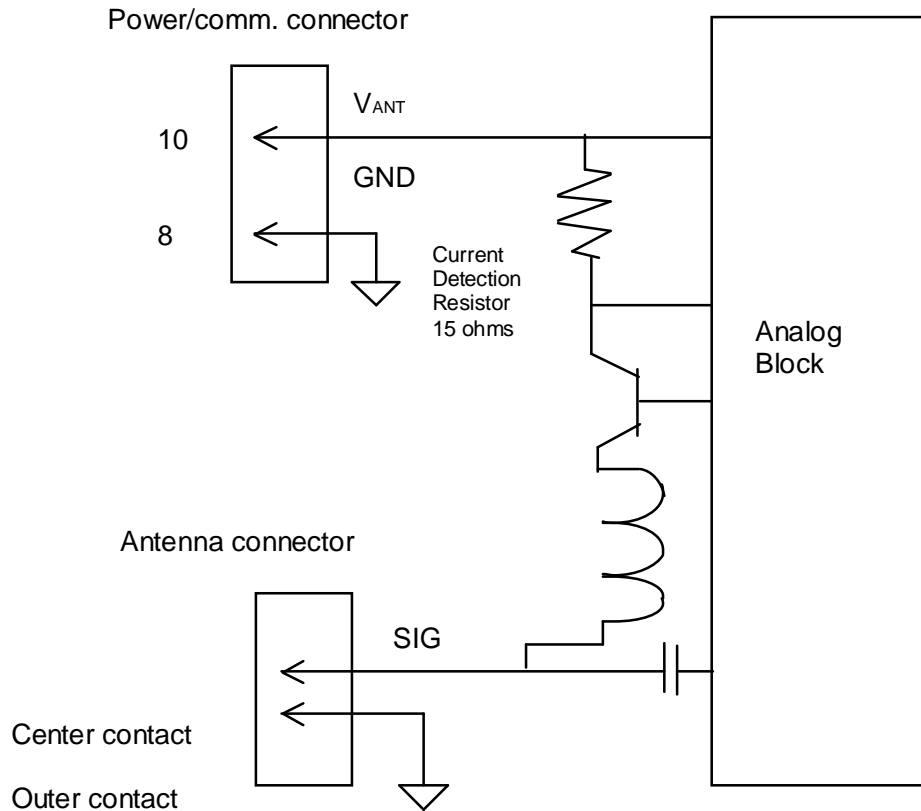 Power/comm. connector
VANT
10
GND
8
Current
Detection
Resistor
15 ohms
Analog
Block
Antenna connector
SIG
Center contact
Outer contact